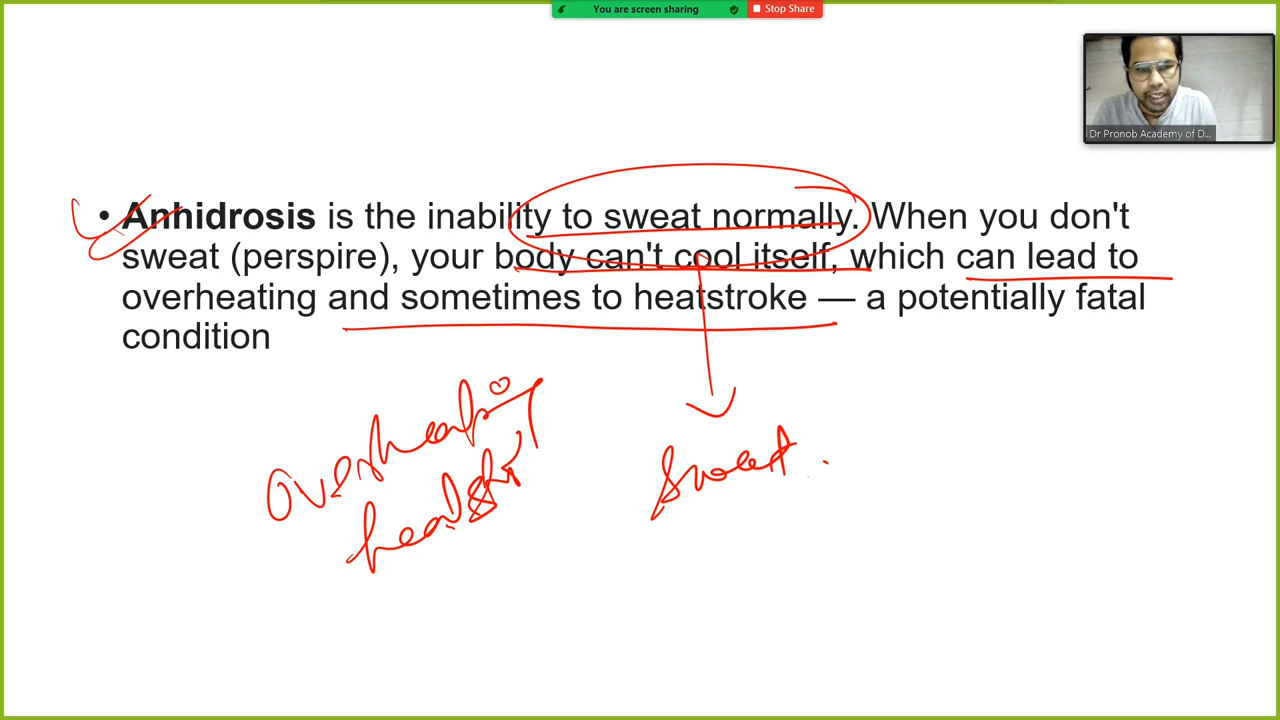 You are screen sharing
Stop Share
Dr Pronob Academy of D...
• Anhidrosis is the inability to sweat normally. When you don't
sweat (perspire), your body can't cool itself, which can lead to
overheating and sometimes to heatstroke — a potentially fatal
condition
overheating
sweat